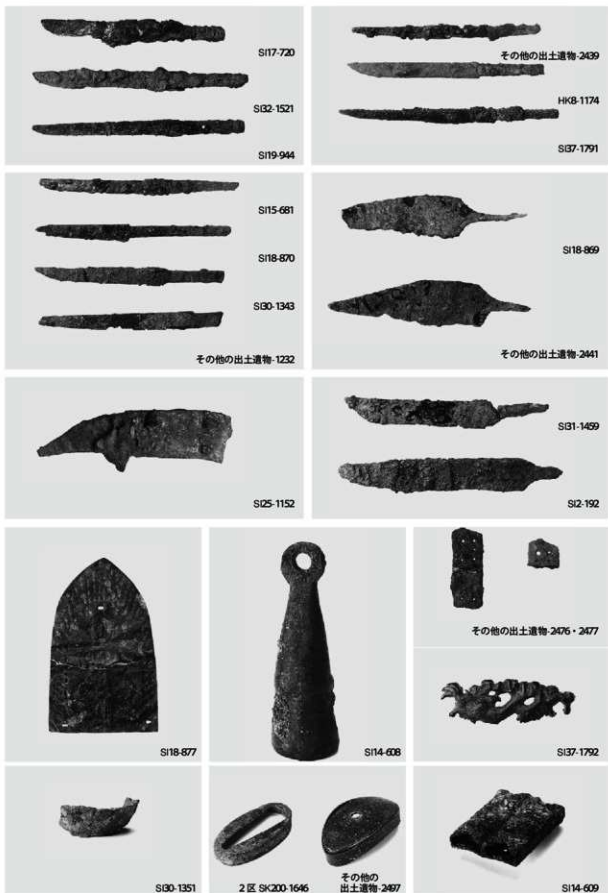 SI17-720
SI32-1521
SI19-944
その他の出土遺物-2439
HK8-1174
SI37-1791
SI15-681
SI18-870
SI30-1343
その他の出土遺物-1232
SI18-869
その他の出土遺物-2441
SI25-1152
SI31-1459
SI2-192
SI18-877
SI14-608
その他の出土遺物-2476・2477
SI37-1792
SI30-1351
2区 SK200-1646
その他の
出土遺物-2497
SI14-609